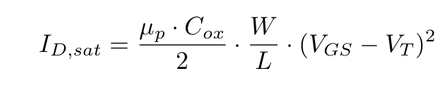 I_{D,sat} = \frac{\mu_p \cdot C_{ox}}{2} \cdot \frac{W}{L} \cdot (V_{GS} - V_T)^2